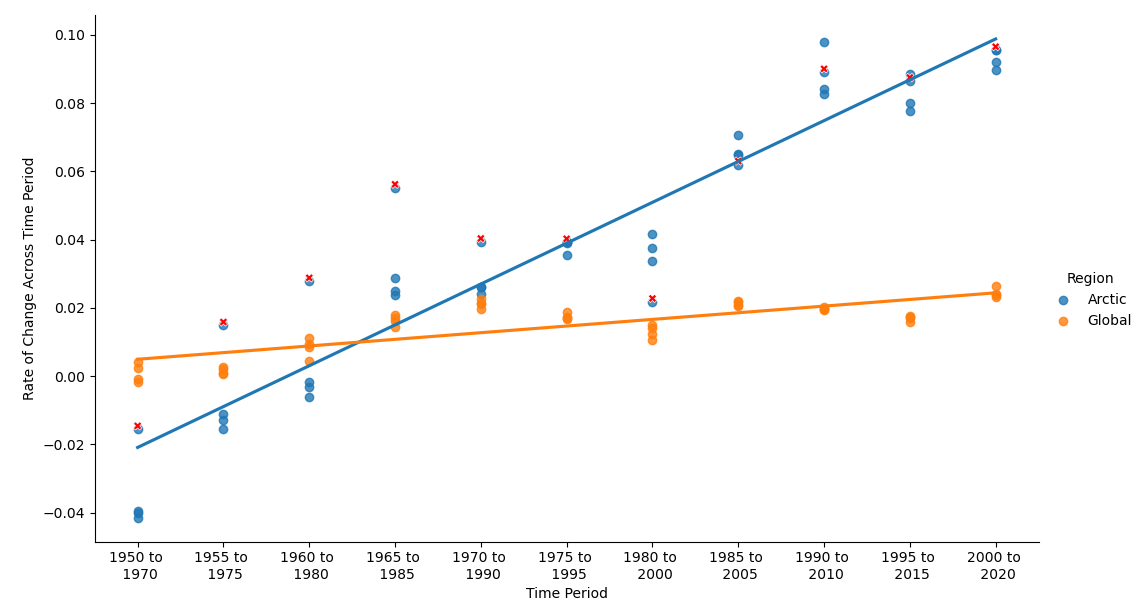 0.10
0.08
0.06
0.04
0.02
0.00
−0.02
−0.04
Rate of Change Across Time Period
1950 to 1955 to 1960 to 1965 to 1970 to 1975 to 1980 to 1985 to 1990 to 1995 to 2000 to
1970 1975 1980 1985 1990 1995 2000 2005 2010 2015 2020
Time Period
Region
Arctic
Global